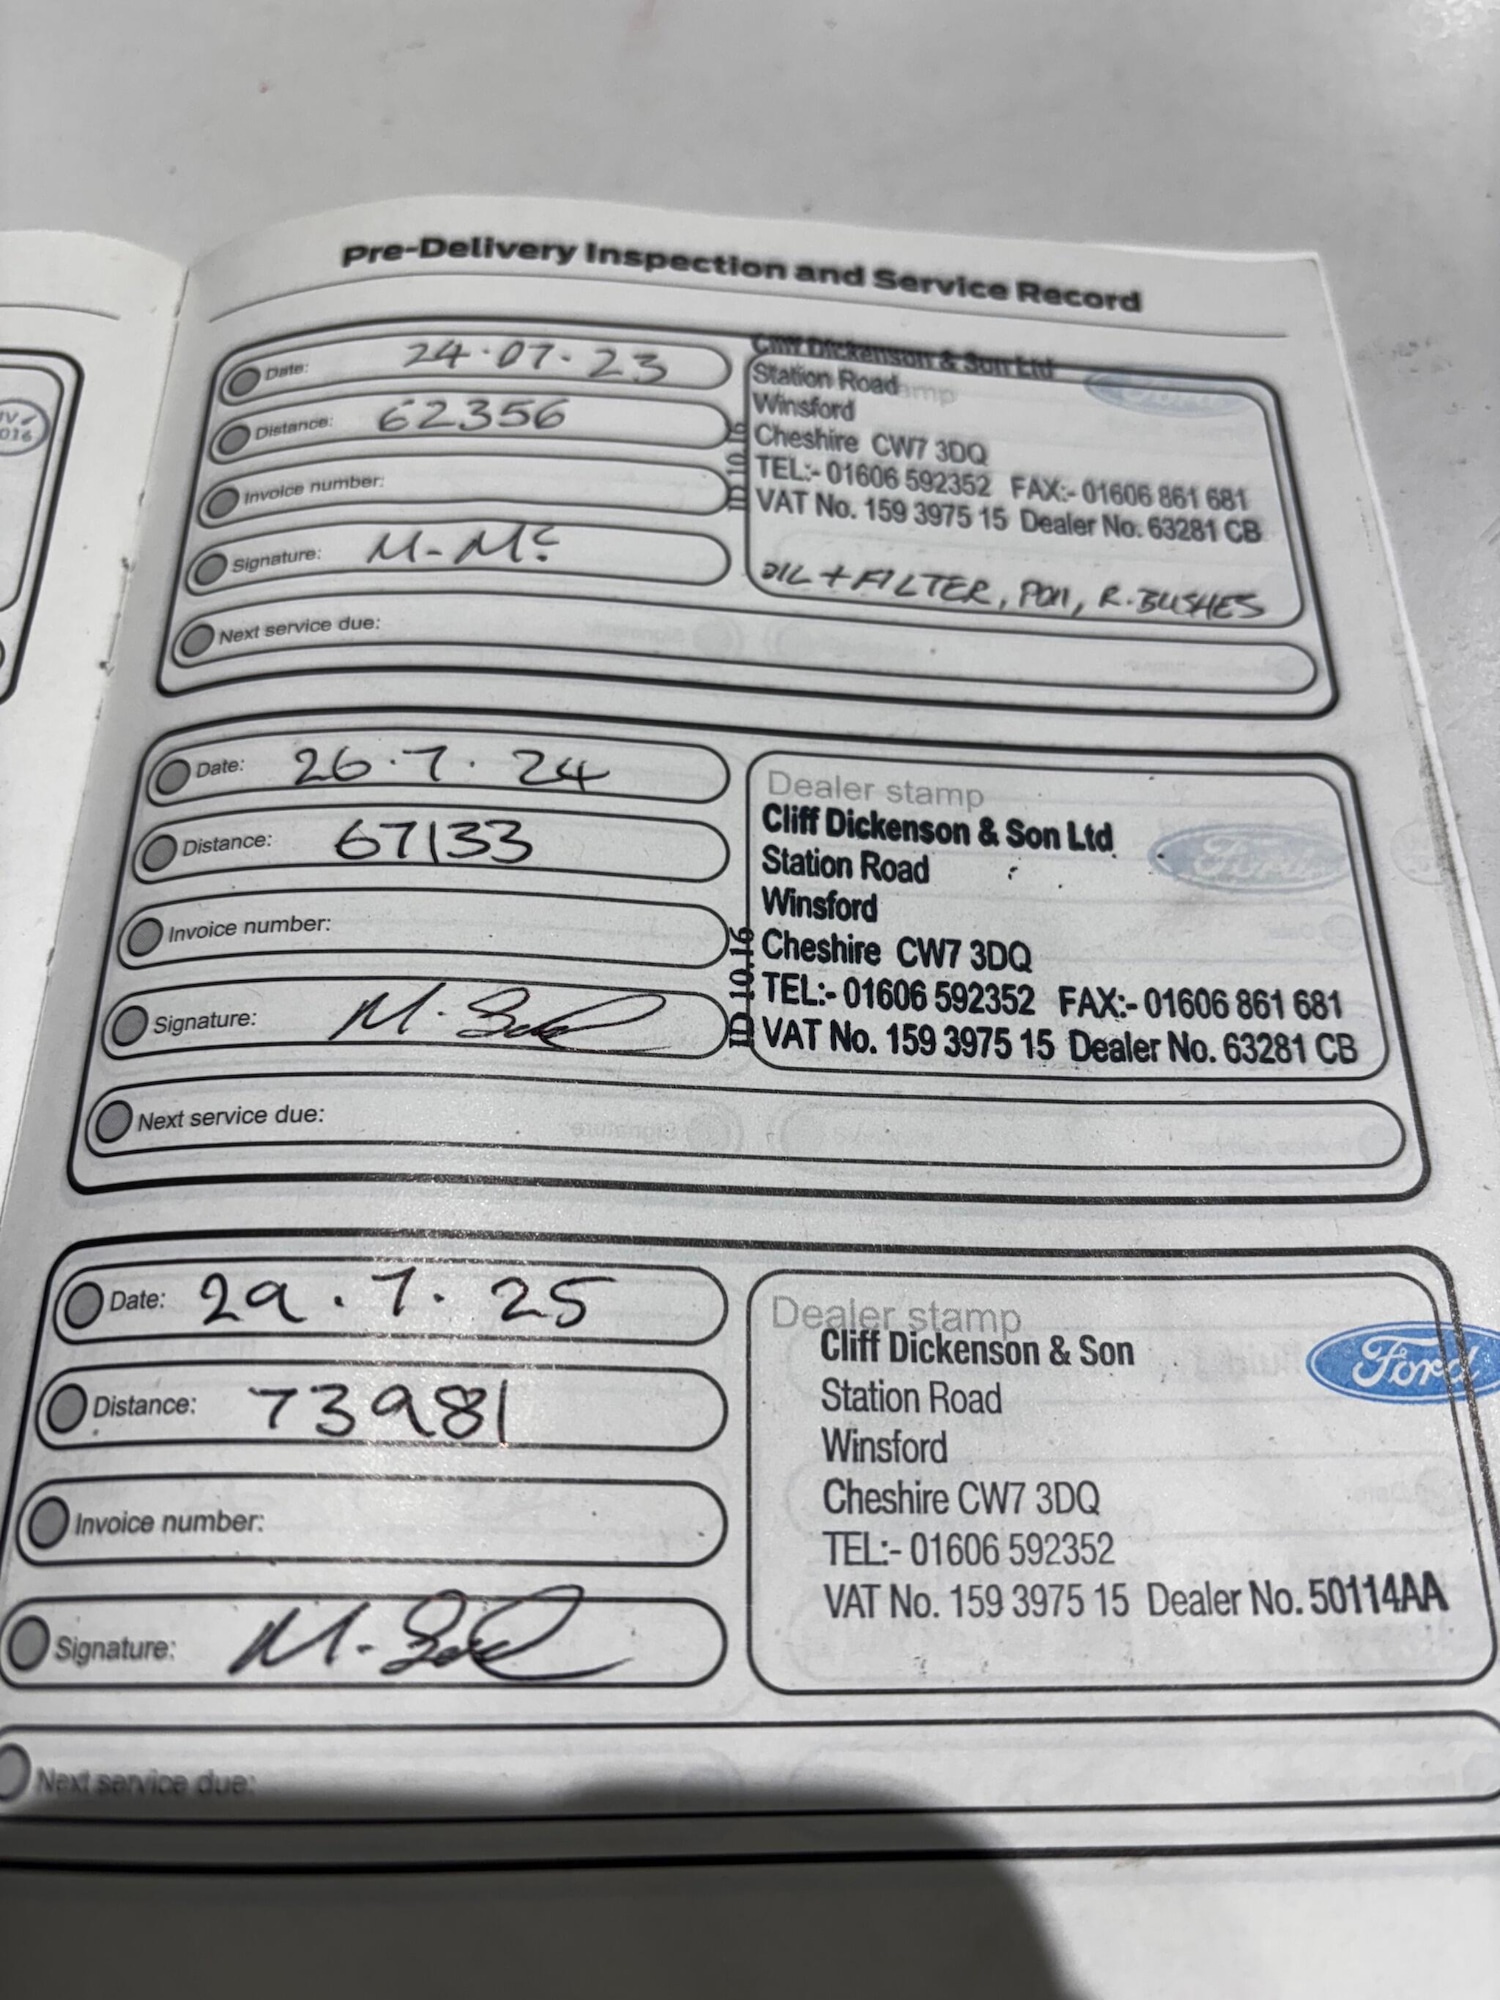 Pre-Delivery Inspection and Service Record
Date: 24.07.23
Distance: 62356
Invoice number:
Signature: M-Mc
Next service due:
Cliff Dickenson & Son Ltd
Station Road
Winsford
Cheshire CW7 3DQ
TEL:- 01606 592352 FAX:- 01606 861 681
VAT No. 159 3975 15 Dealer No. 63281 CB
ID 10.16
Ford
OIL + FILTER, R. BUSHES
Date: 26.7.24
Distance: 67133
Invoice number:
Signature: M.
Next service due:
Dealer stamp
Cliff Dickenson & Son Ltd
Station Road
Winsford
Cheshire CW7 3DQ
TEL:- 01606 592352 FAX:- 01606 861 681
VAT No. 159 3975 15 Dealer No. 63281 CB
ID 10.16
Ford
Date: 29.7.25
Distance: 73981
Invoice number:
Signature: M.
Next service due:
Dealer stamp
Cliff Dickenson & Son
Station Road
Winsford
Cheshire CW7 3DQ
TEL:- 01606 592352
VAT No. 159 3975 15 Dealer No. 50114AA
Ford